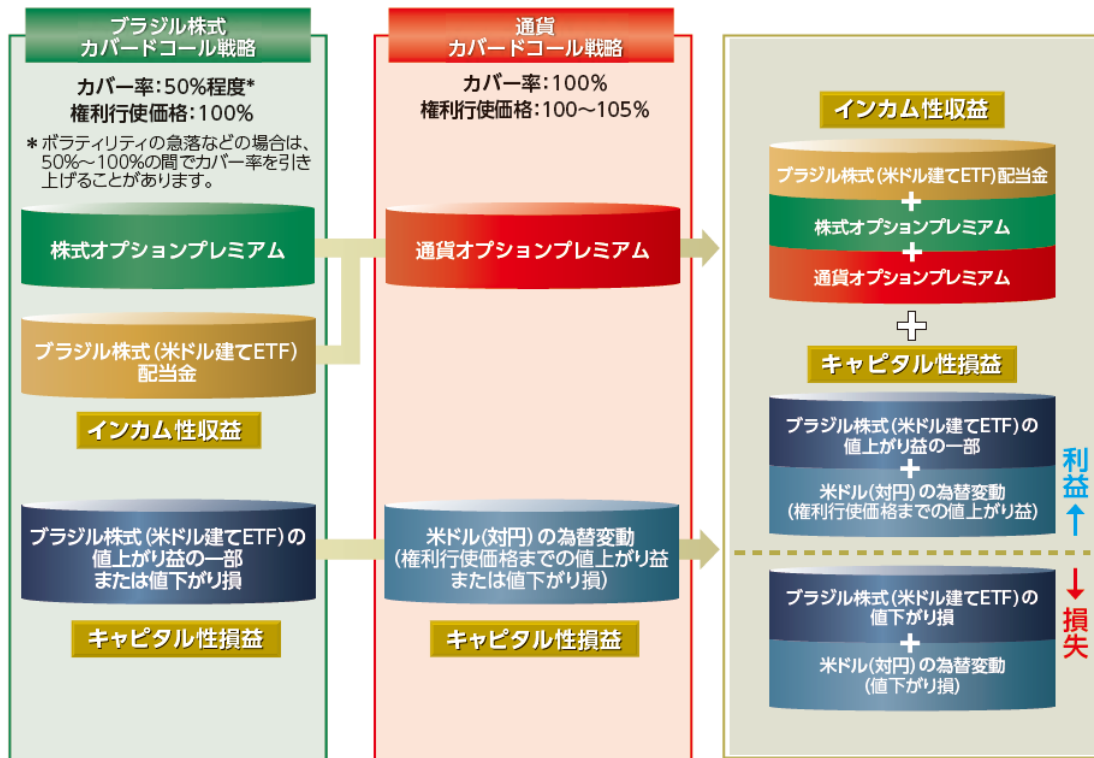 ブラジル株式
カバードコール戦略
カバー率:50%程度*
権利行使価格:100%
*ボラティリティの急落などの場合は、
50%~100%の間でカバー率を引き
上げることがあります。
株式オプションプレミアム
ブラジル株式(米ドル建てETF)
配当金
インカム性収益
ブラジル株式(米ドル建てETF)の
値上がり益の一部
または値下がり損
キャピタル性損益
通貨
カバードコール戦略
カバー率:100%
権利行使価格:100~105%
通貨オプションプレミアム
米ドル(対円)の為替変動
(権利行使価格までの値上がり益
または値下がり損)
キャピタル性損益
インカム性収益
ブラジル株式(米ドル建てETF)配当金
+
株式オプションプレミアム
+
通貨オプションプレミアム
+
キャピタル性損益
ブラジル株式(米ドル建てETF)の
値上がり益の一部
+
米ドル(対円)の為替変動
(権利行使価格までの値上がり益)
利益↑
ブラジル株式(米ドル建てETF)の
値下がり損
+
米ドル(対円)の為替変動
(値下がり損)
↓損失